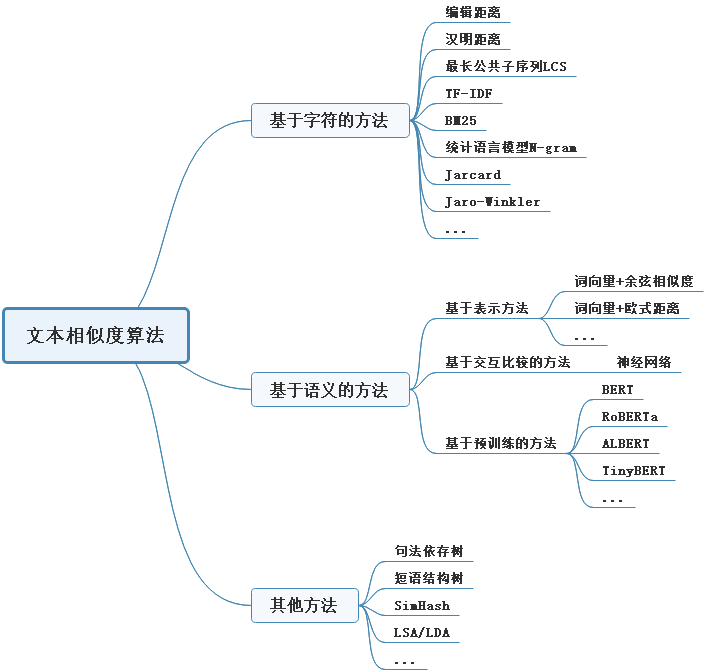 文本相似度算法
基于字符的方法
编辑距离
汉明距离
最长公共子序列LCS
TF-IDF
BM25
统计语言模型N-gram
Jarcard
Jaro-Winkler
...
基于语义的方法
基于表示方法
词向量+余弦相似度
词向量+欧式距离
...
基于交互比较的方法
神经网络
基于预训练的方法
BERT
RoBERTa
ALBERT
TinyBERT
...
其他方法
句法依存树
短语结构树
SimHash
LSA/LDA
...